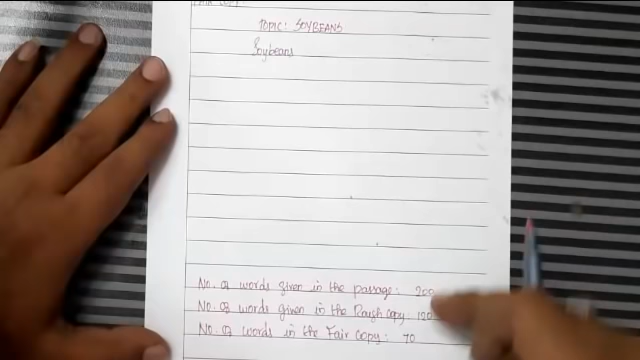 TOPIC: SOYBEANS
Soybeans
No. of words given in the passage: 200
No. of words given in the Rough copy: 120
No. of words in the Fair Copy: 70